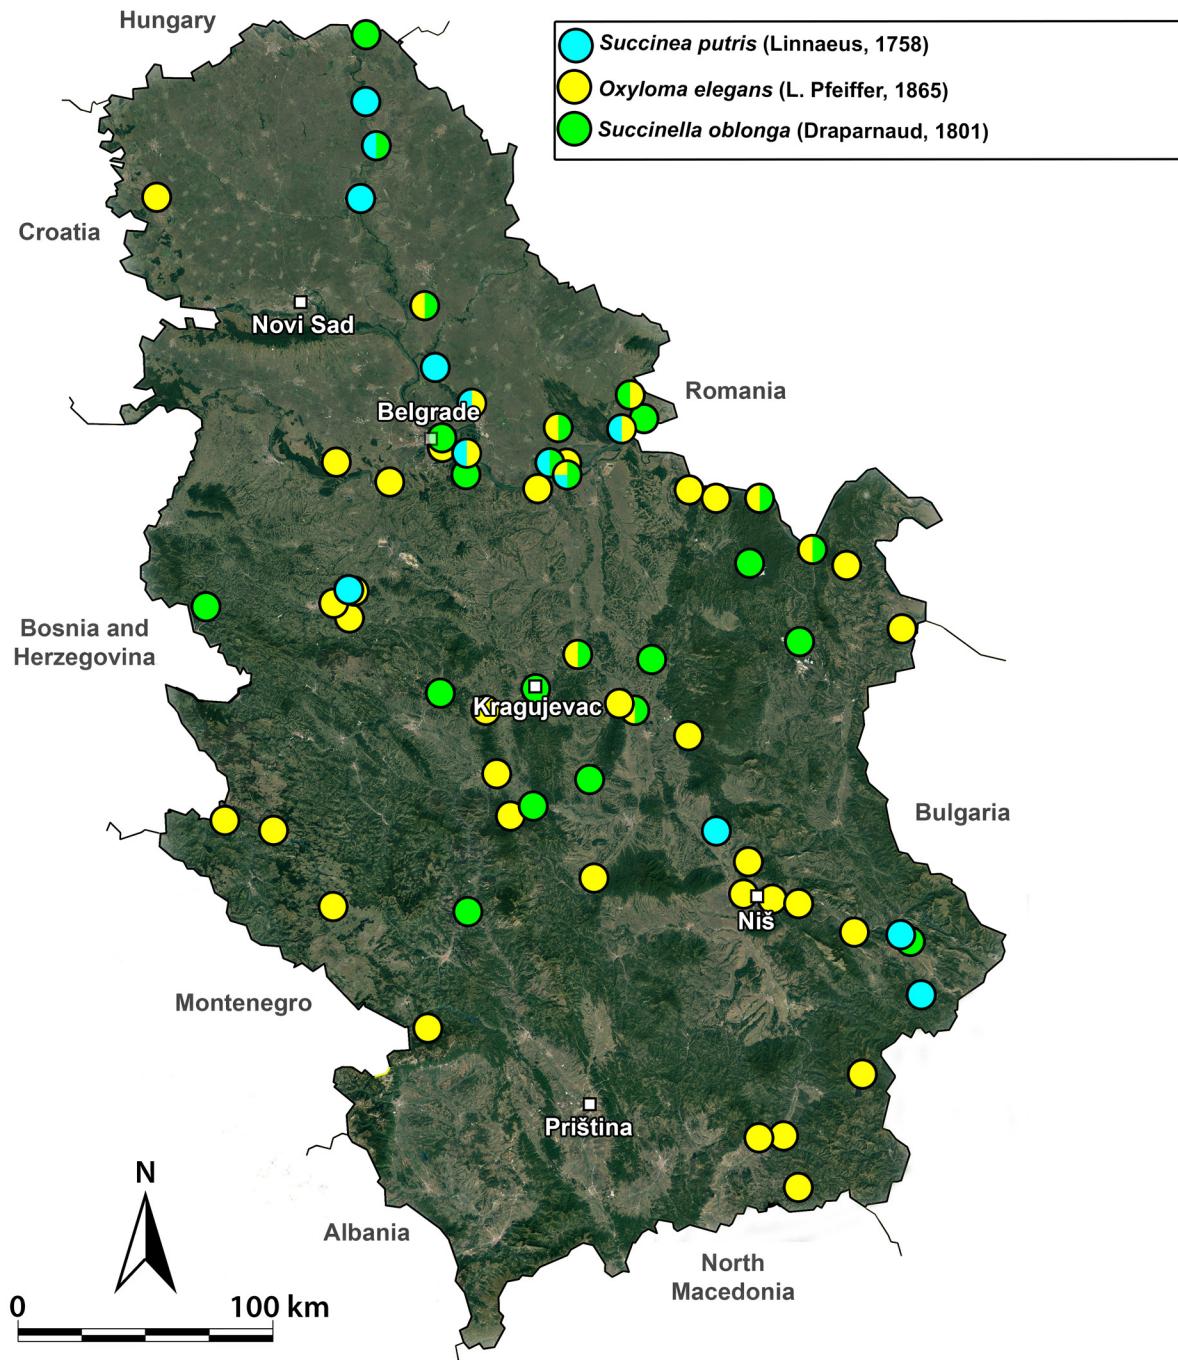 Hungary
Succinea putris (Linnaeus, 1758)
Oxyloma elegans (L. Pfeiffer, 1865)
Succinella oblonga (Draparnaud, 1801)
Croatia
Novi Sad
Romania
Belgrade
Bosnia and
Herzegovina
Kragujevac
Bulgaria
Niš
Montenegro
Priština
N
Albania
North
Macedonia
0 100 km